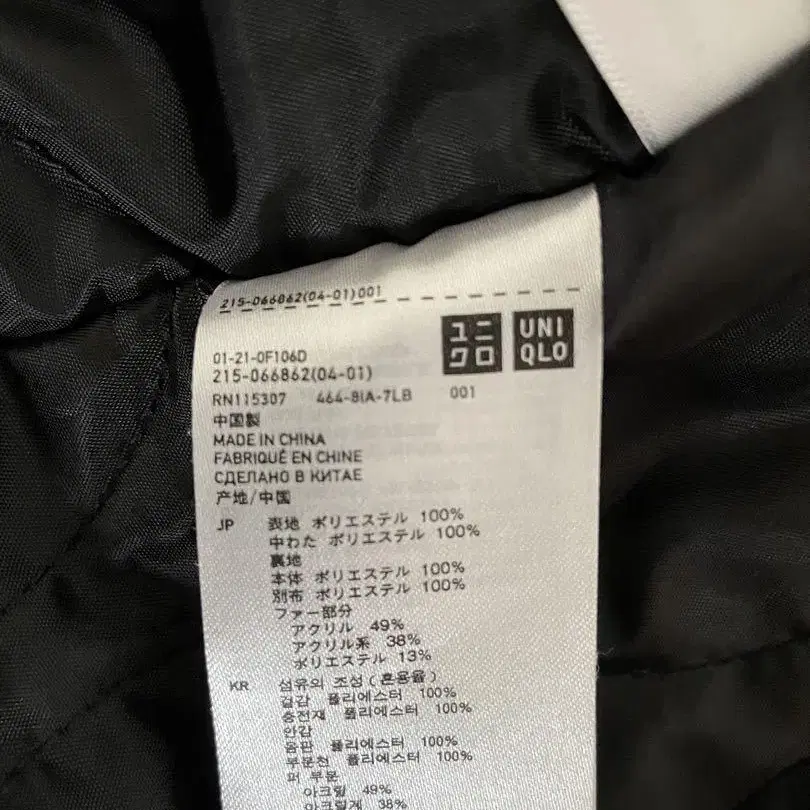 215-066862(04-01)001
ユニ
クロ
UNI
QLO
01-21-0F106D
215-066862(04-01)
RN115307 464-8IA-7LB 001
中国製
MADE IN CHINA
FABRIQUÉ EN CHINE
СДЕЛАНО В КИТАЕ
产地/中国
JP 表地 ポリエステル 100%
中わた ポリエステル 100%
裏地
本体 ポリエステル 100%
別布 ポリエステル 100%
ファー部分
アクリル 49%
アクリル系 38%
ポリエステル 13%
KR 섬유의 조성(혼용율)
겉감 폴리에스터 100%
충전재 폴리에스터 100%
안감
몸판 폴리에스터 100%
부분천 폴리에스터 100%
퍼 부분
아크릴 49%
아크릴계 38%